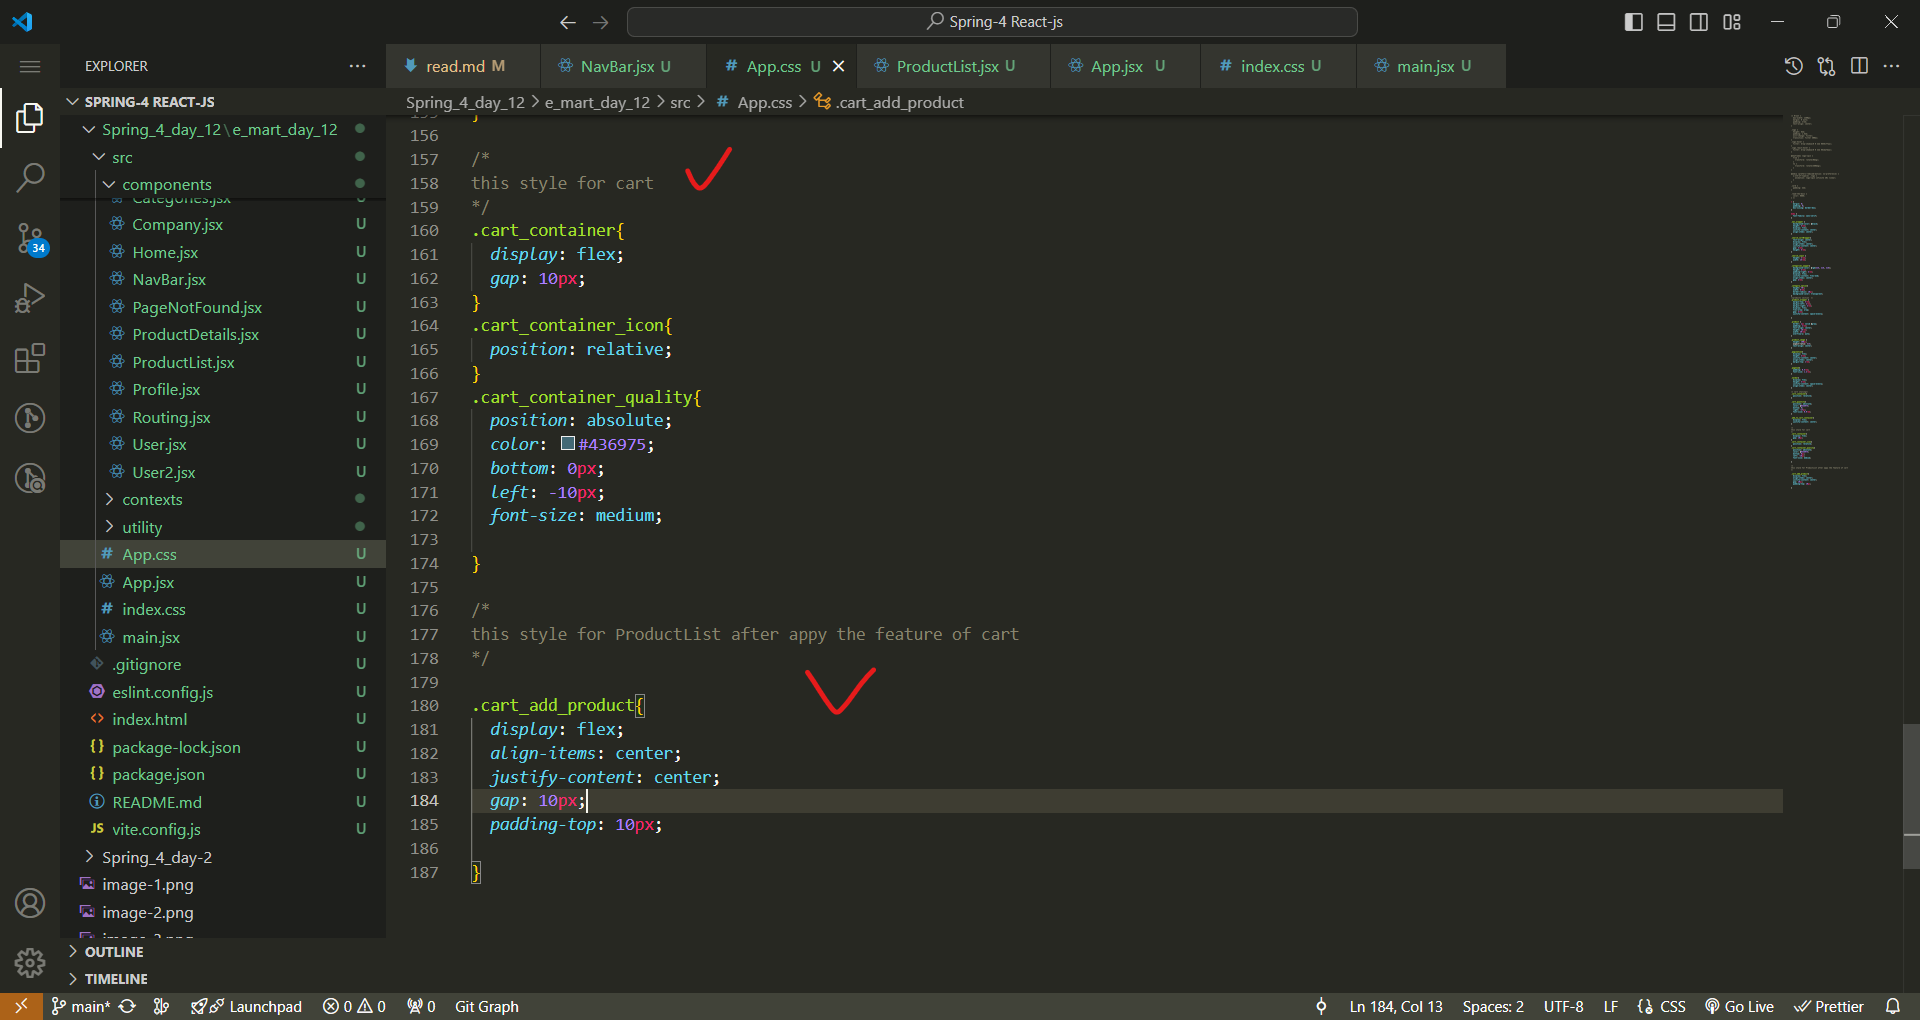 Spring-4 React-js
EXPLORER
read.md M
NavBar.jsx U
App.css U
ProductList.jsx U
App.jsx U
index.css U
main.jsx U
SPRING-4 REACT-JS
Spring_4_day_12 > e_mart_day_12 > src > # App.css > .cart_add_product
Spring_4_day_12\e_mart_day_12
src
components
Categories.jsx
Company.jsx U
Home.jsx U
NavBar.jsx U
PageNotFound.jsx U
ProductDetails.jsx U
ProductList.jsx U
Profile.jsx U
Routing.jsx U
User.jsx U
User2.jsx U
contexts
utility
# App.css U
App.jsx U
# index.css U
main.jsx U
.gitignore U
eslint.config.js U
<> index.html U
{} package-lock.json U
{} package.json U
README.md U
JS vite.config.js U
Spring_4_day-2
image-1.png
image-2.png
OUTLINE
TIMELINE
34
155 }
156
157 /*
158 this style for cart
159 */
160 .cart_container{
161 display: flex;
162 gap: 10px;
163 }
164 .cart_container_icon{
165 position: relative;
166 }
167 .cart_container_quality{
168 position: absolute;
169 color: #436975;
170 bottom: 0px;
171 left: -10px;
172 font-size: medium;
173
174 }
175
176 /*
177 this style for ProductList after appy the feature of cart
178 */
179
180 .cart_add_product{
181 display: flex;
182 align-items: center;
183 justify-content: center;
184 gap: 10px;
185 padding-top: 10px;
186
187 }
main* Launchpad 0 0 0 Git Graph Ln 184, Col 13 Spaces: 2 UTF-8 LF {} CSS Go Live Prettier